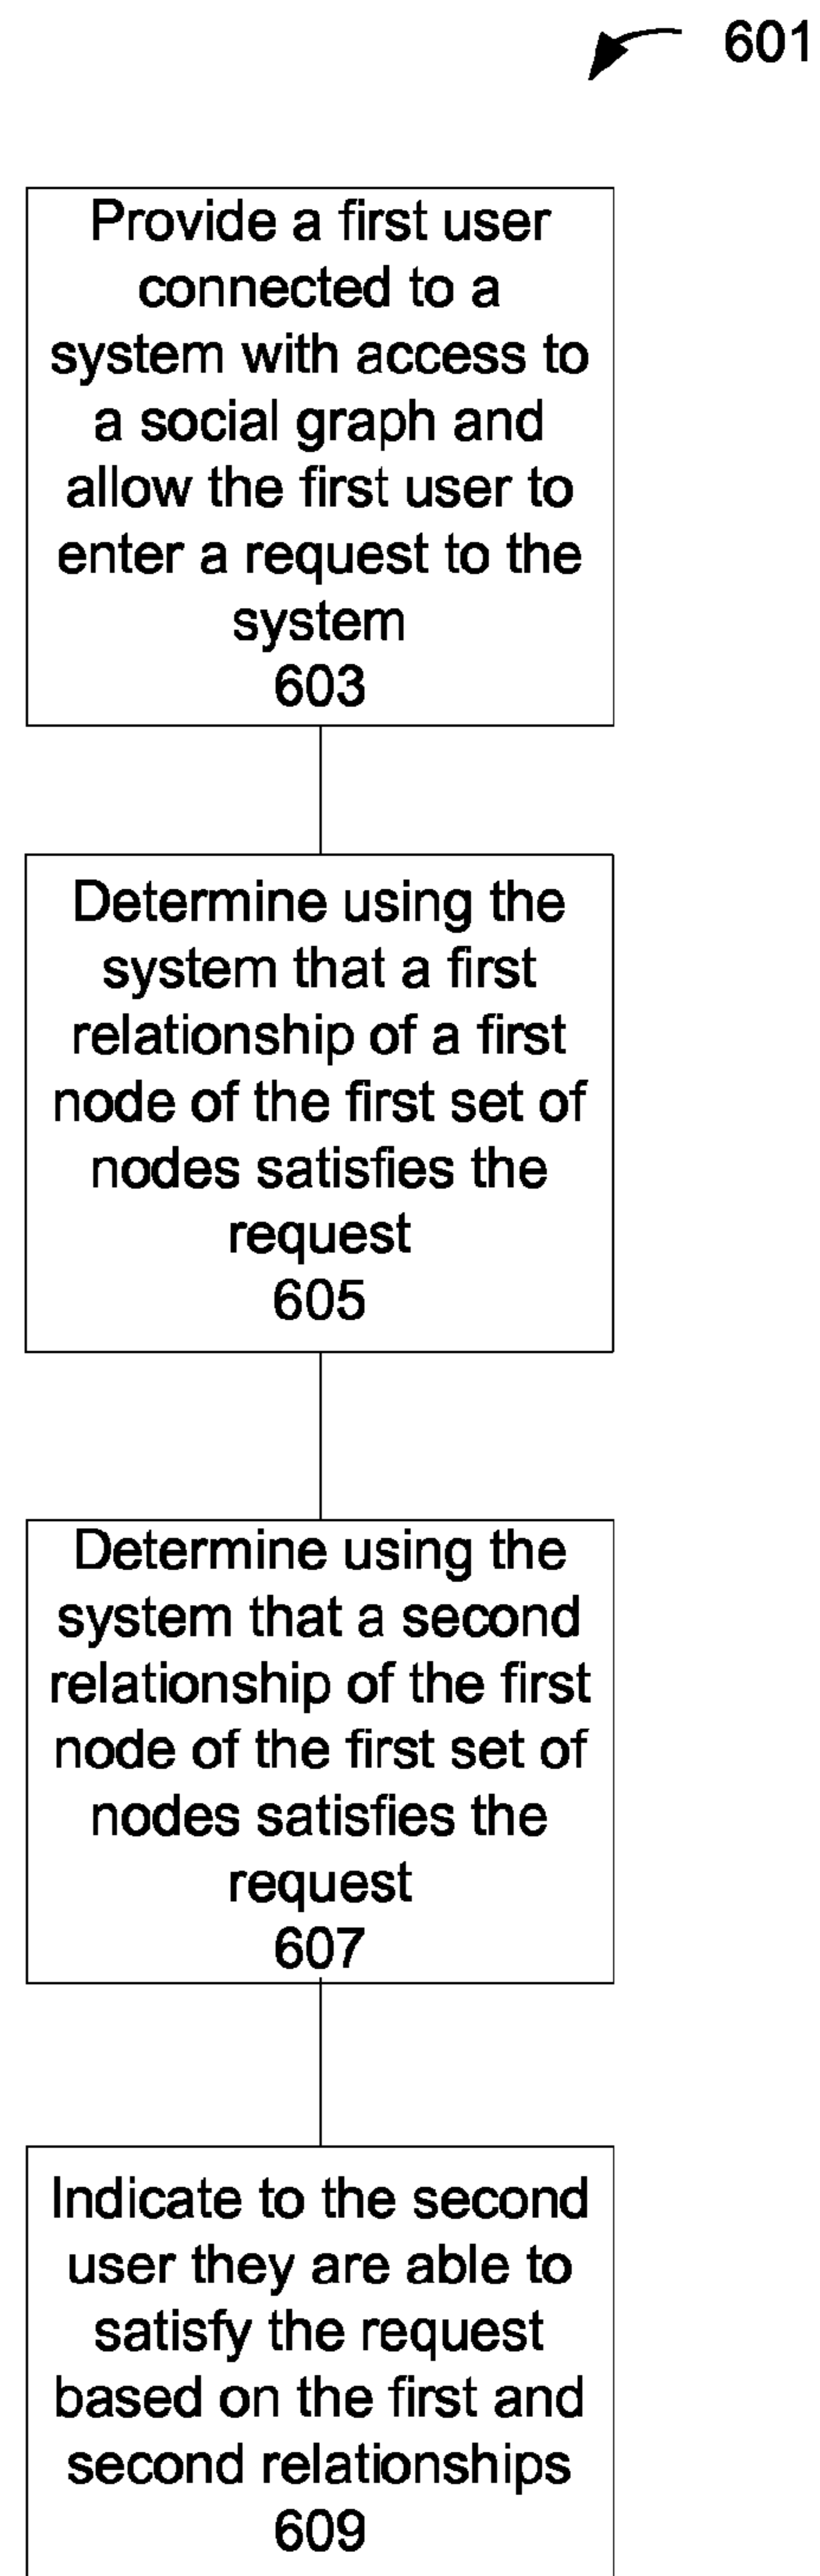 601
Provide a first user
connected to a
system with access to
a social graph and
allow the first user to
enter a request to the
system
603
Determine using the
system that a first
relationship of a first
node of the first set of
nodes satisfies the
request
605
Determine using the
system that a second
relationship of the first
node of the first set of
nodes satisfies the
request
607
Indicate to the second
user they are able to
satisfy the request
based on the first and
second relationships
609